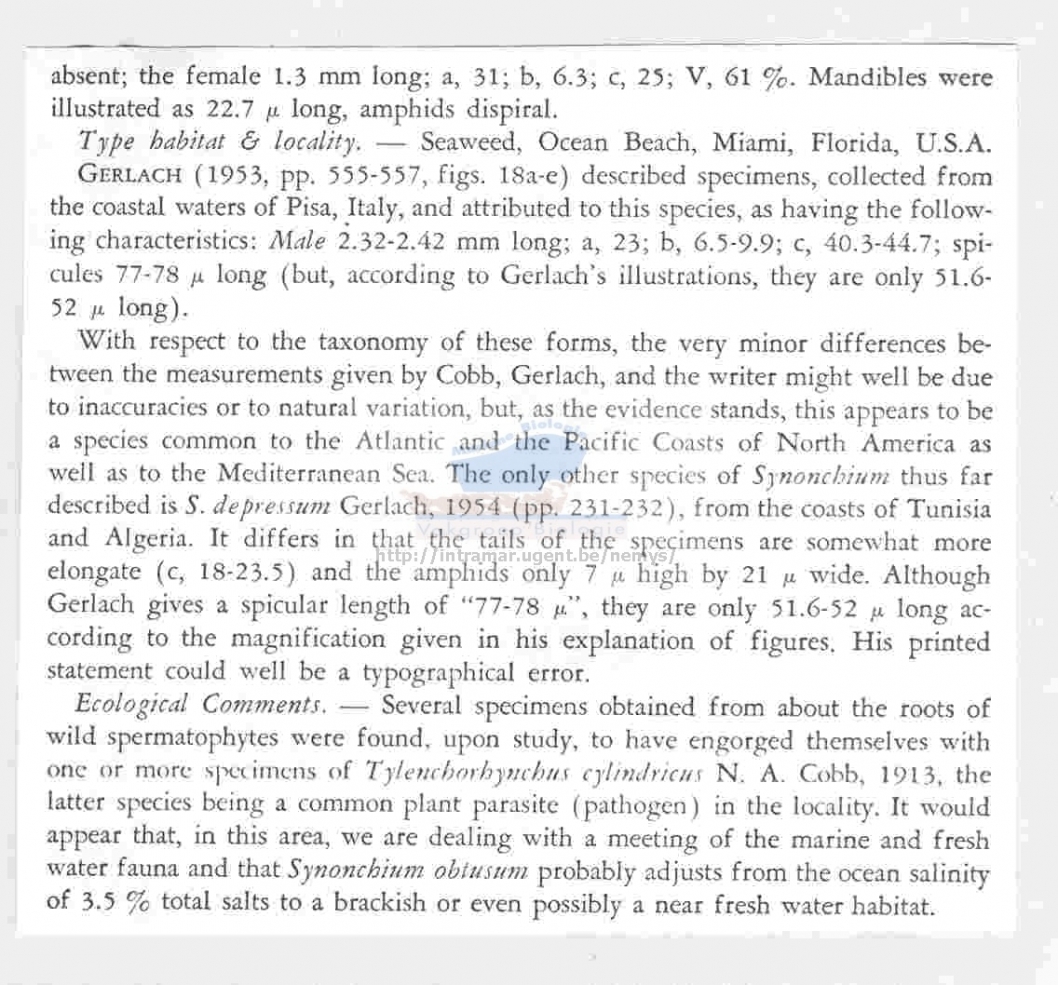 absent; the female 1.3 mm long; a, 31; b, 6.3; c, 25; V, 61 %. Mandibles were
illustrated as 22.7 μ long, amphids dispiral.
Type habitat & locality. — Seaweed, Ocean Beach, Miami, Florida, U.S.A.
GERLACH (1953, pp. 555-557, figs. 18a-e) described specimens, collected from
the coastal waters of Pisa, Italy, and attributed to this species, as having the follow-
ing characteristics: Male 2.32-2.42 mm long; a, 23; b, 6.5-9.9; c, 40.3-44.7; spi-
cules 77-78 μ long (but, according to Gerlach's illustrations, they are only 51.6-
52 μ long).
With respect to the taxonomy of these forms, the very minor differences be-
tween the measurements given by Cobb, Gerlach, and the writer might well be due
to inaccuracies or to natural variation, but, as the evidence stands, this appears to be
a species common to the Atlantic and the Pacific Coasts of North America as
well as to the Mediterranean Sea. The only other species of Synonchium thus far
described is S. depressum Gerlach, 1954 (pp. 231-232), from the coasts of Tunisia
and Algeria. It differs in that the tails of the specimens are somewhat more
elongate (c, 18-23.5) and the amphids only 7 μ high by 21 μ wide. Although
Gerlach gives a spicular length of "77-78 μ", they are only 51.6-52 μ long ac-
cording to the magnification given in his explanation of figures. His printed
statement could well be a typographical error.
Ecological Comments. — Several specimens obtained from about the roots of
wild spermatophytes were found, upon study, to have engorged themselves with
one or more specimens of Tylenchorhynchus cylindricus N. A. Cobb, 1913, the
latter species being a common plant parasite (pathogen) in the locality. It would
appear that, in this area, we are dealing with a meeting of the marine and fresh
water fauna and that Synonchium obtusum probably adjusts from the ocean salinity
of 3.5 % total salts to a brackish or even possibly a near fresh water habitat.
Vakgroep Biologie
http://intramar.ugent.be/nemys/